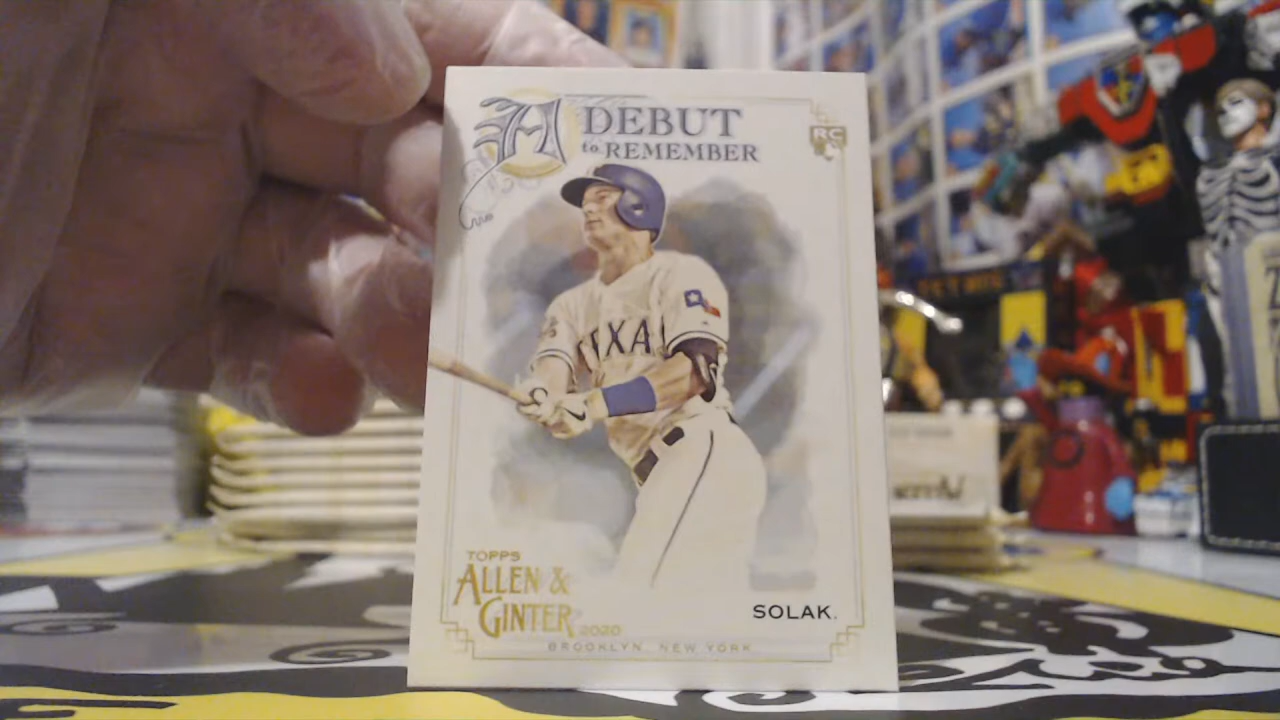 A DEBUT
to REMEMBER
RC
TEXAS
TOPPS
ALLEN &
GINTER
2020
SOLAK.
BROOKLYN, NEW YORK